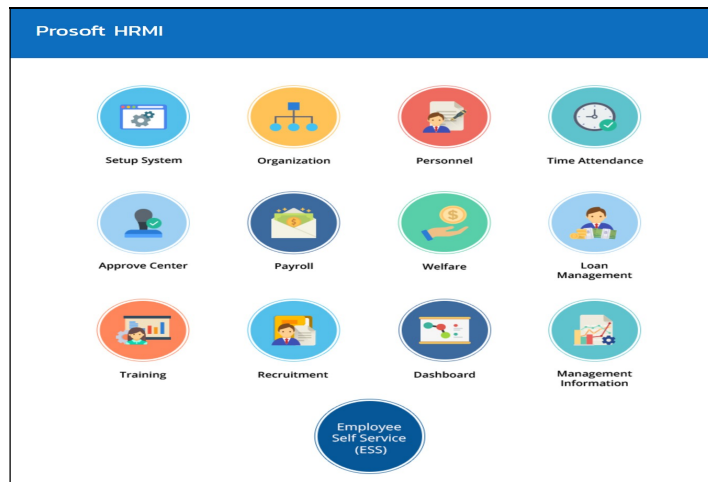 Prosoft HRMI
Setup System
Organization
Personnel
Time Attendance
Approve Center
Payroll
Welfare
Loan
Management
Training
Recruitment
Dashboard
Management
Information
Employee
Self Service
(ESS)